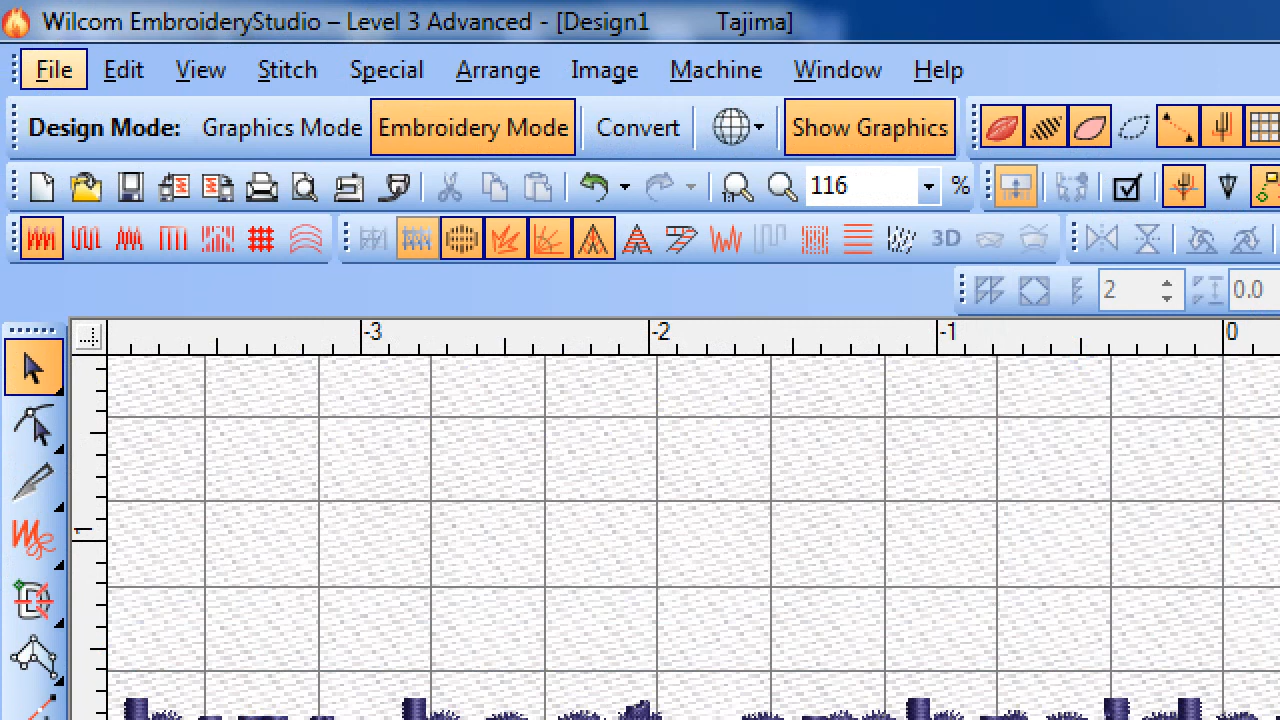 Wilcom EmbroideryStudio – Level 3 Advanced - [Design1 Tajima]
File Edit View Stitch Special Arrange Image Machine Window Help
Design Mode: Graphics Mode Embroidery Mode Convert Show Graphics
116 %
3D
2 0.0
-3 -2 -1 0
1